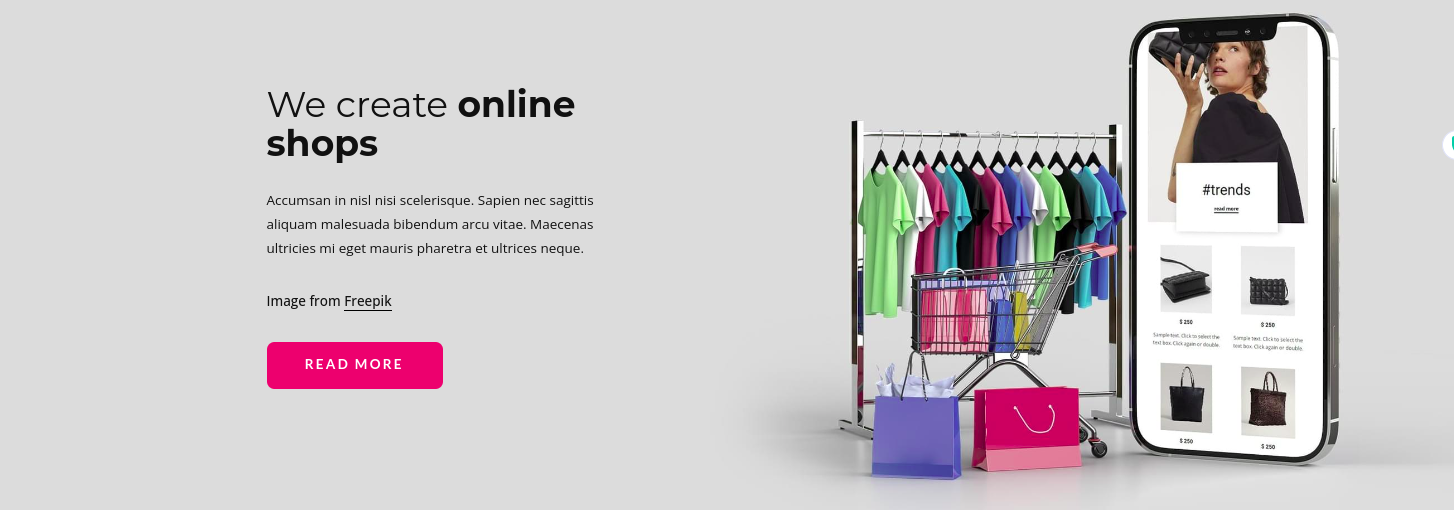 We create online
shops
Accumsan in nisl nisi scelerisque. Sapien nec sagittis
aliquam malesuada bibendum arcu vitae. Maecenas
ultricies mi eget mauris pharetra et ultrices neque.
Image from Freepik
READ MORE
#trends
read more
$ 250
$ 250
Sample text. Click to select the
text box. Click again or double.
Sample text. Click to select the
text box. Click again or double.
$ 250
$ 250